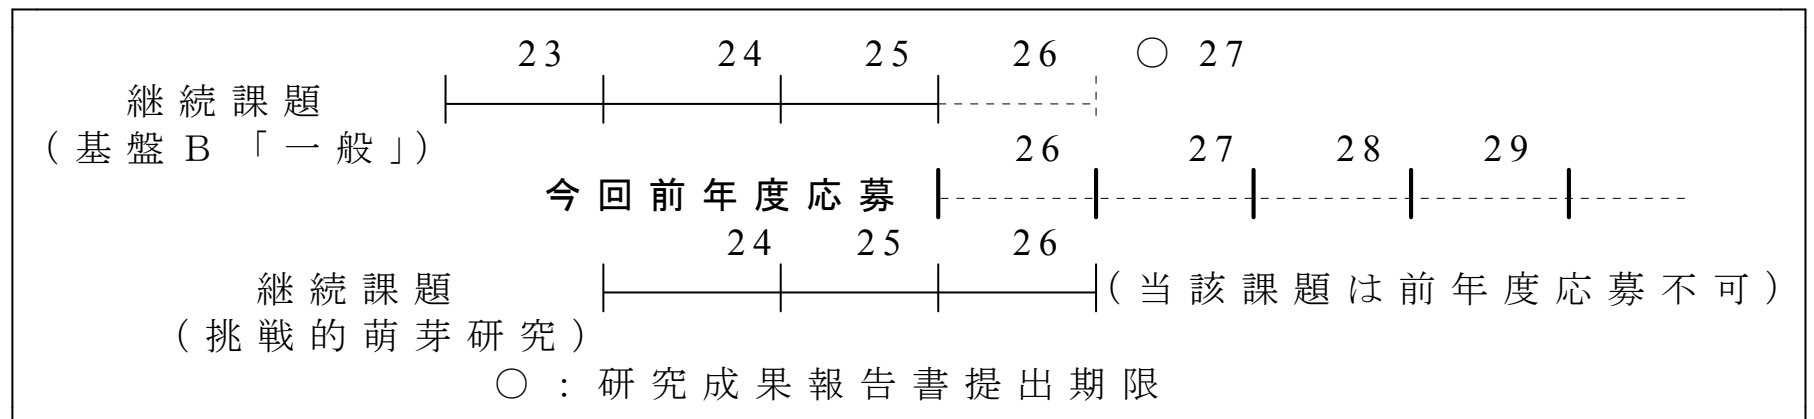 23 24 25 26 ○ 27
継続課題
(基盤B「一般」)
26 27 28 29
今回前年度応募
24 25 26
継続課題 (当該課題は前年度応募不可)
(挑戦的萌芽研究)
○:研究成果報告書提出期限